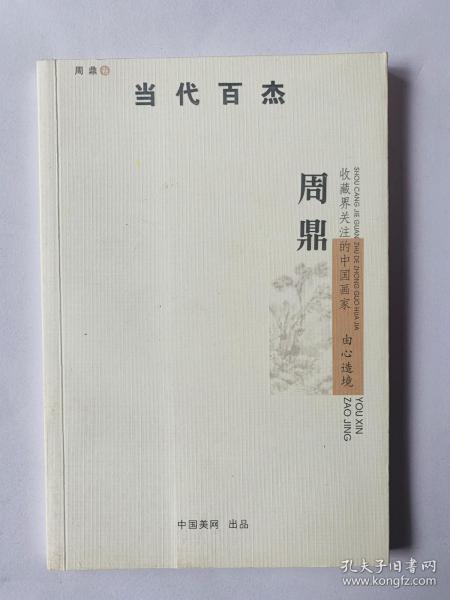 周鼎卷
当代百杰
周鼎
收藏界关注的中国画家
SHOU CANG JIE GUAN ZHU DE ZHONG GUO HUA JIA
由心造境
YOU XIN
ZAO JING
中国美网 出品
孔夫子旧书网
www.kongfz.com